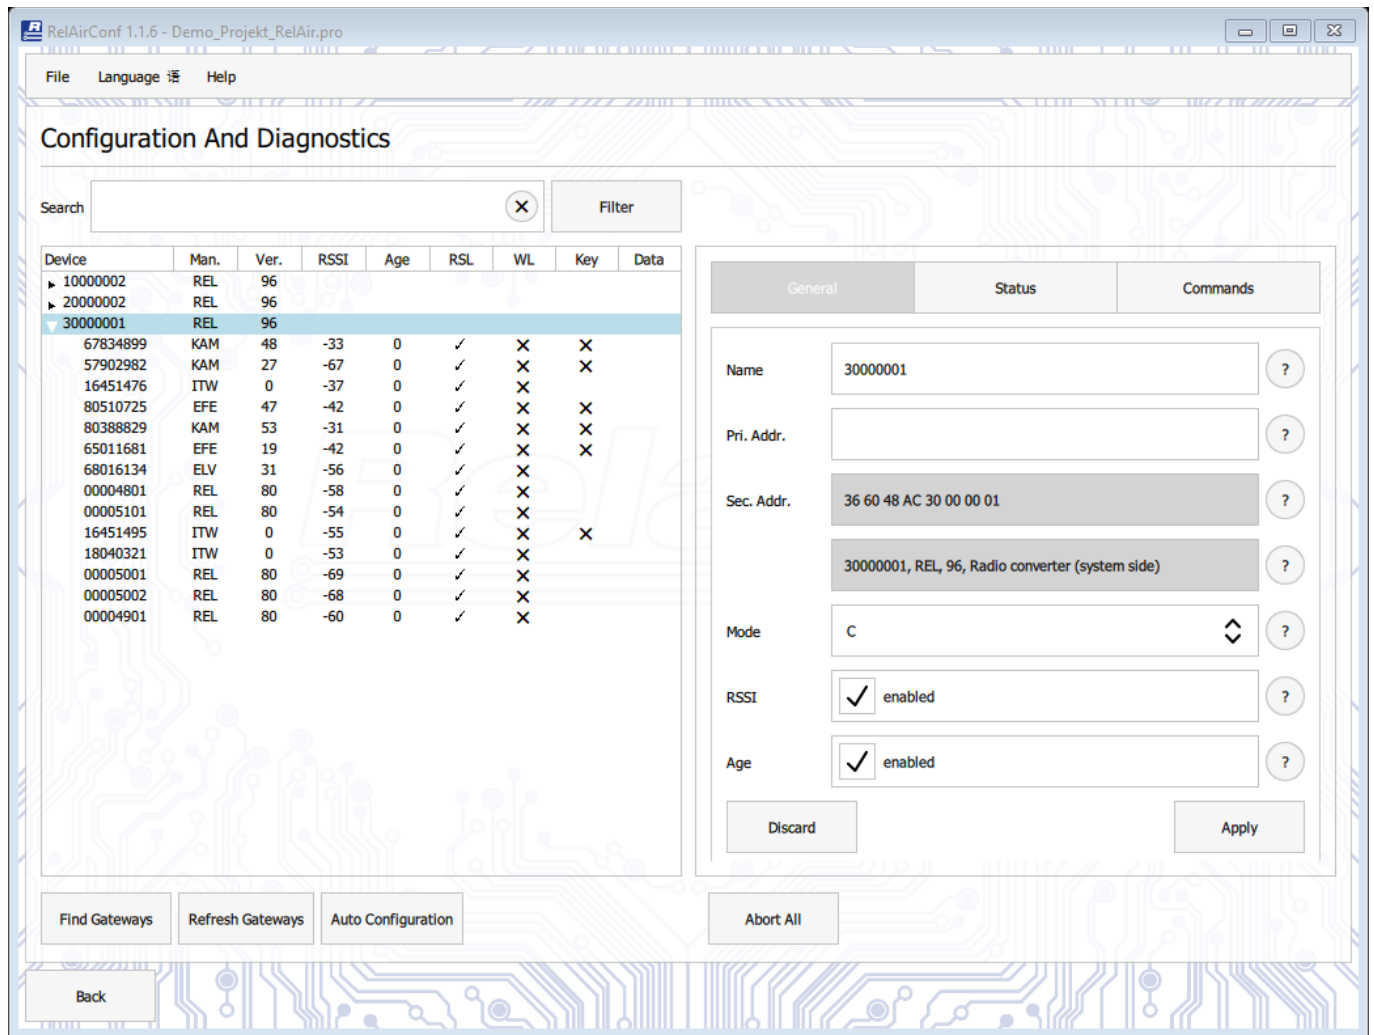 RelAirConf 1.1.6 - Demo_Projekt_RelAir.pro
File Language 语 Help
Configuration And Diagnostics
Search Filter
Device Man. Ver. RSSI Age RSL WL Key Data
10000002 REL 96
20000002 REL 96
30000001 REL 96
67834899 KAM 48 -33 0 ✓ ✕ ✕
57902982 KAM 27 -67 0 ✓ ✕ ✕
16451476 ITW 0 -37 0 ✓ ✕
80510725 EFE 47 -42 0 ✓ ✕ ✕
80388829 KAM 53 -31 0 ✓ ✕ ✕
65011681 EFE 19 -42 0 ✓ ✕ ✕
68016134 ELV 31 -56 0 ✓ ✕
00004801 REL 80 -58 0 ✓ ✕
00005101 REL 80 -54 0 ✓ ✕
16451495 ITW 0 -55 0 ✓ ✕ ✕
18040321 ITW 0 -53 0 ✓ ✕
00005001 REL 80 -69 0 ✓ ✕
00005002 REL 80 -68 0 ✓ ✕
00004901 REL 80 -60 0 ✓ ✕
General Status Commands
Name 30000001 ?
Pri. Addr. ?
Sec. Addr. 36 60 48 AC 30 00 00 01 ?
30000001, REL, 96, Radio converter (system side) ?
Mode C ?
RSSI ✓ enabled ?
Age ✓ enabled ?
Discard Apply
Find Gateways Refresh Gateways Auto Configuration Abort All
Back